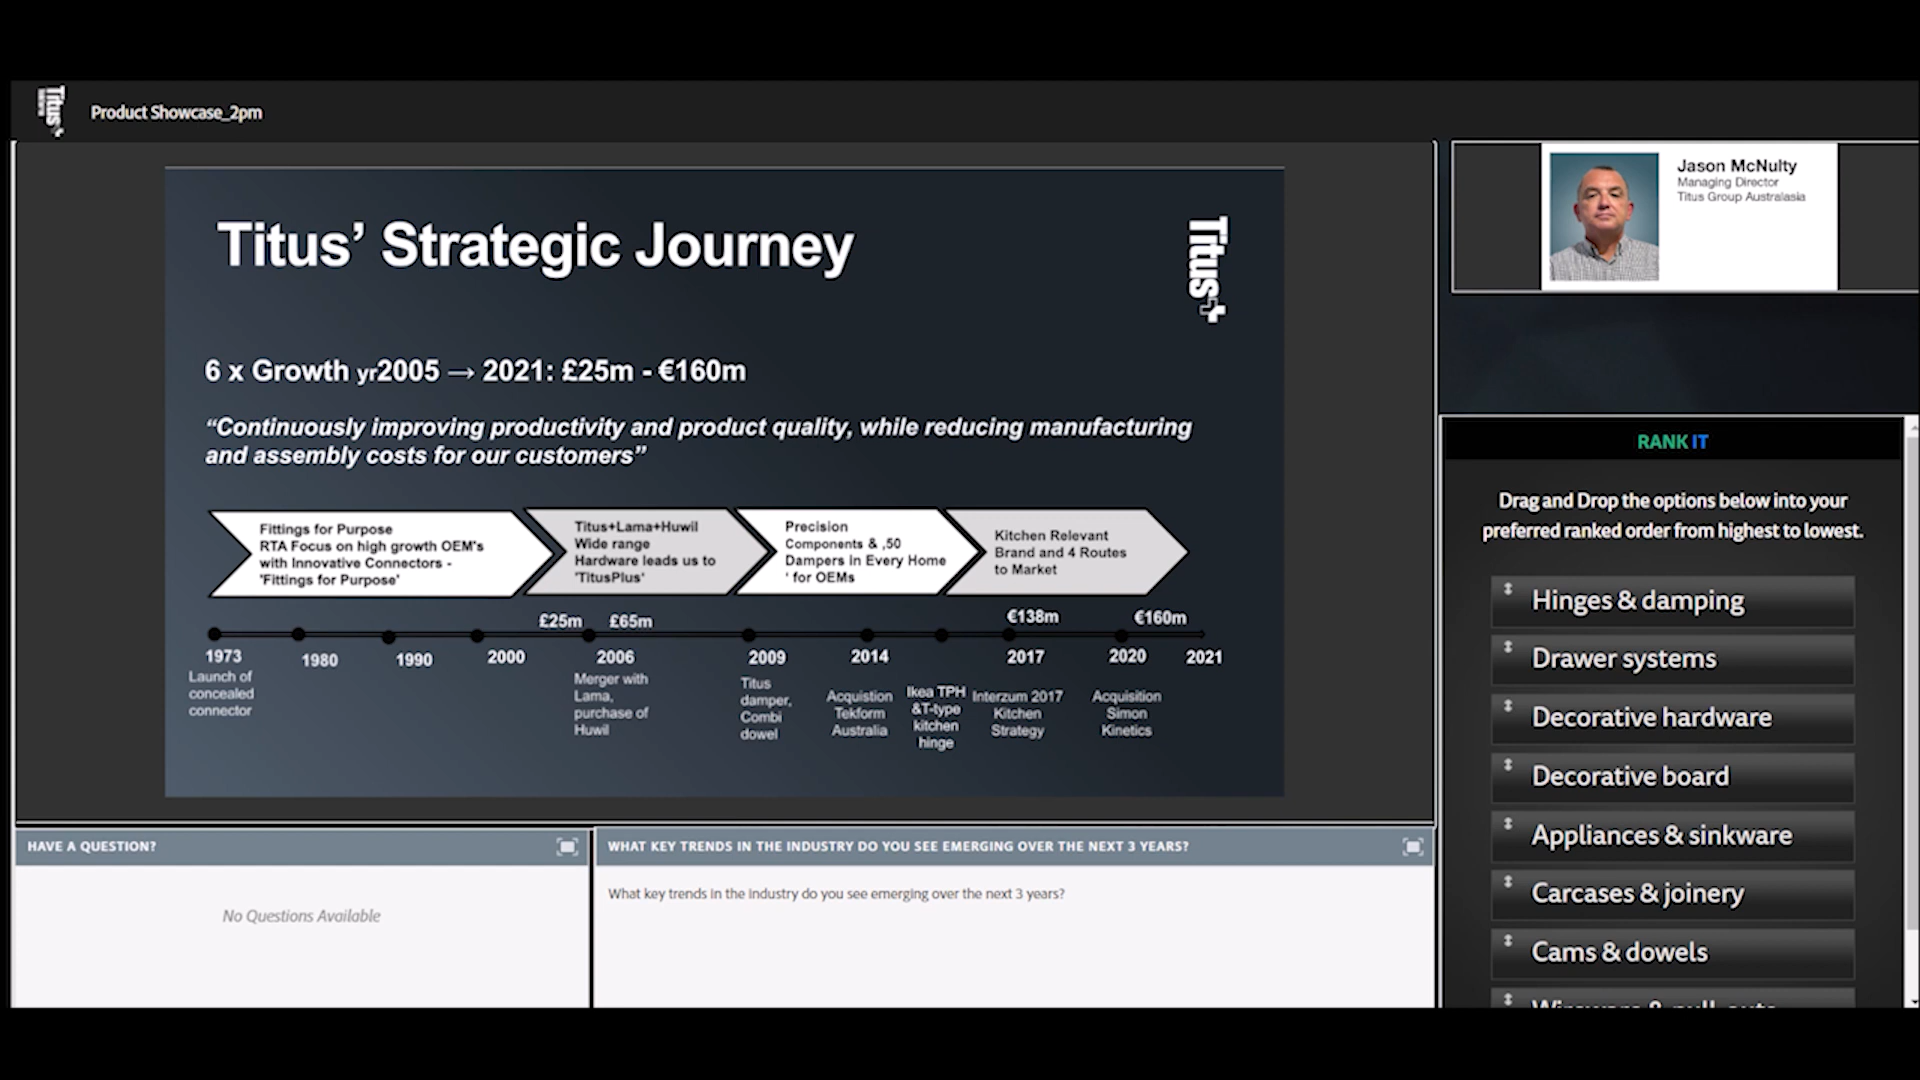 Titus+
Product Showcase_2pm
Titus' Strategic Journey
Titus+
6 x Growth yr2005 → 2021: £25m - €160m
“Continuously improving productivity and product quality, while reducing manufacturing
and assembly costs for our customers”
Fittings for Purpose
RTA Focus on high growth OEM's
with Innovative Connectors -
'Fittings for Purpose'
Titus+Lama+Huwil
Wide range
Hardware leads us to
'TitusPlus'
Precision
Components & ,50
Dampers in Every Home
' for OEMs
Kitchen Relevant
Brand and 4 Routes
to Market
£25m
£65m
€138m
€160m
1973
Launch of
concealed
connector
1980
1990
2000
2006
Merger with
Lama,
purchase of
Huwil
2009
Titus
damper,
Combi
dowel
2014
Acquistion
Tekform
Australia
Ikea TPH
&T-type
kitchen
hinge
2017
Interzum 2017
Kitchen
Strategy
2020
Acquisition
Simon
Kinetics
2021
Jason McNulty
Managing Director
Titus Group Australasia
RANK IT
Drag and Drop the options below into your
preferred ranked order from highest to lowest.
Hinges & damping
Drawer systems
Decorative hardware
Decorative board
Appliances & sinkware
Carcases & joinery
Cams & dowels
HAVE A QUESTION?
No Questions Available
WHAT KEY TRENDS IN THE INDUSTRY DO YOU SEE EMERGING OVER THE NEXT 3 YEARS?
What key trends in the industry do you see emerging over the next 3 years?